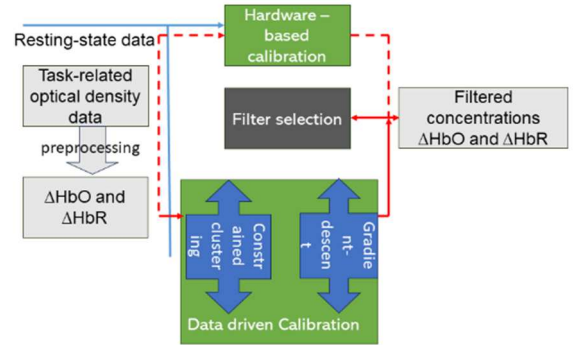 Resting-state data
Hardware –
based
calibration
Task-related
optical density
data
preprocessing
ΔHbO and
ΔHbR
Filter selection
Filtered
concentrations
ΔHbO and ΔHbR
Constr
ained
cluster
ing
Gradie
nt-
descen
t
Data driven Calibration